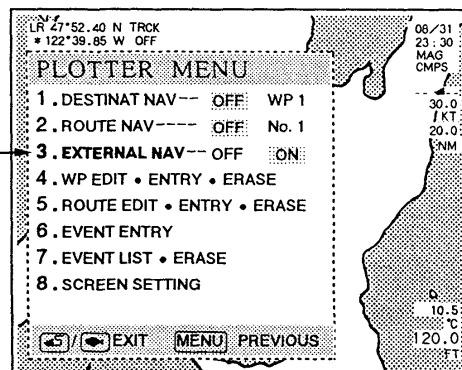 LR 47°52.40 N TRCK
* 122°39.85 W OFF
PLOTTER MENU
1. DESTINAT NAV-- OFF WP 1
2. ROUTE NAV---- OFF No. 1
3. EXTERNAL NAV-- OFF ON
4. WP EDIT • ENTRY • ERASE
5. ROUTE EDIT • ENTRY • ERASE
6. EVENT ENTRY
7. EVENT LIST • ERASE
8. SCREEN SETTING
/ EXIT MENU PREVIOUS
08/31
23:30
MAG
CMPS
30.0
KT
20.0
NM
10.5
°C
120.0
FT